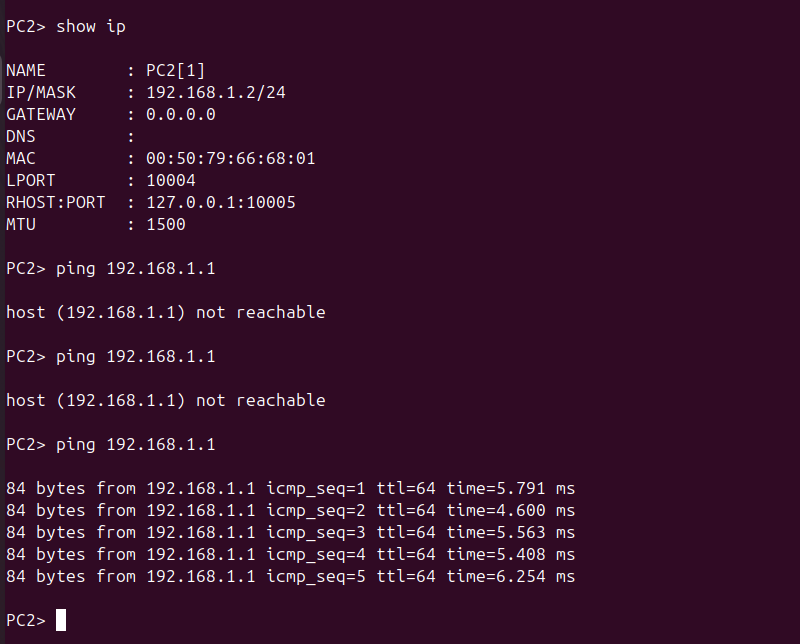 PC2> show ip
NAME : PC2[1]
IP/MASK : 192.168.1.2/24
GATEWAY : 0.0.0.0
DNS :
MAC : 00:50:79:66:68:01
LPORT : 10004
RHOST:PORT : 127.0.0.1:10005
MTU : 1500
PC2> ping 192.168.1.1
host (192.168.1.1) not reachable
PC2> ping 192.168.1.1
host (192.168.1.1) not reachable
PC2> ping 192.168.1.1
84 bytes from 192.168.1.1 icmp_seq=1 ttl=64 time=5.791 ms
84 bytes from 192.168.1.1 icmp_seq=2 ttl=64 time=4.600 ms
84 bytes from 192.168.1.1 icmp_seq=3 ttl=64 time=5.563 ms
84 bytes from 192.168.1.1 icmp_seq=4 ttl=64 time=5.408 ms
84 bytes from 192.168.1.1 icmp_seq=5 ttl=64 time=6.254 ms
PC2>